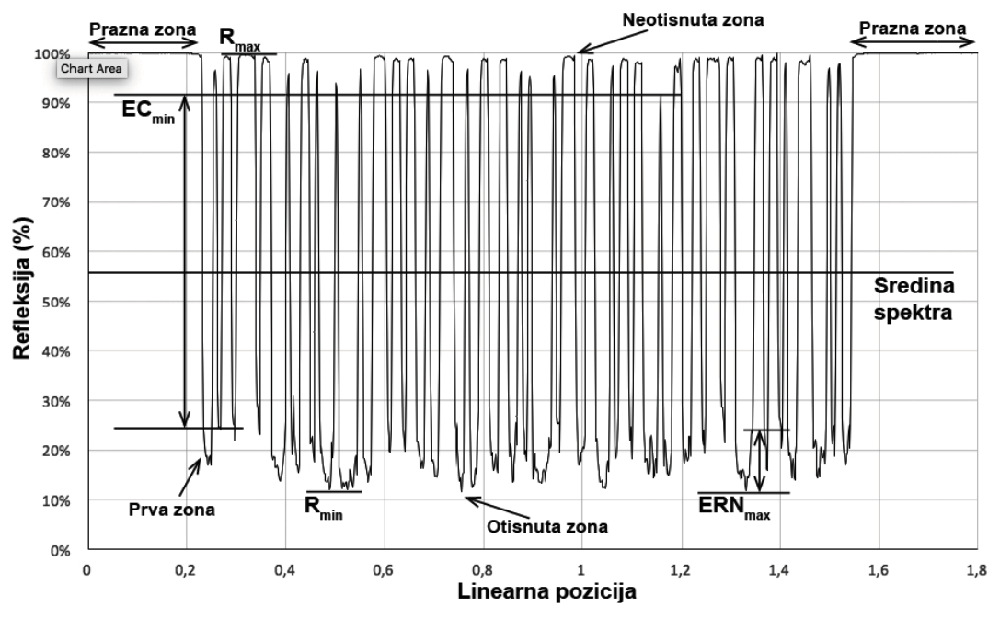 Prazna zona
Rmax
Neotisnuta zona
Prazna zona
100%
Chart Area
90%
ECmin
80%
70%
60%
50%
40%
30%
20%
10%
0%
Refleksija (%)
Sredina
spektra
Prva zona
Rmin
Otisnuta zona
ERNmax
0
0,2
0,4
0,6
0,8
1
1,2
1,4
1,6
1,8
Linearna pozicija